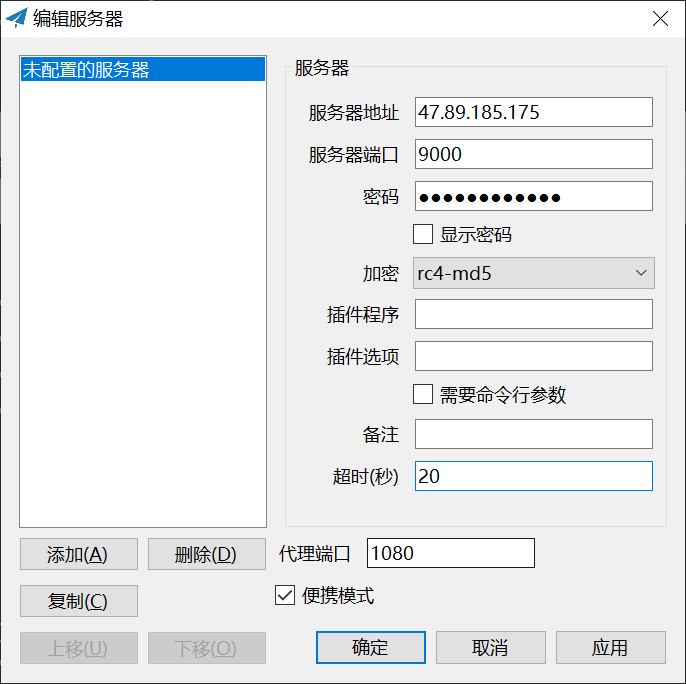 编辑服务器
未配置的服务器
服务器
服务器地址 47.89.185.175
服务器端口 9000
密码 ●●●●●●●●●●●●
显示密码
加密 rc4-md5
插件程序
插件选项
需要命令行参数
备注
超时(秒) 20
添加(A) 删除(D) 代理端口 1080
复制(C) 便携模式
上移(U) 下移(O) 确定 取消 应用